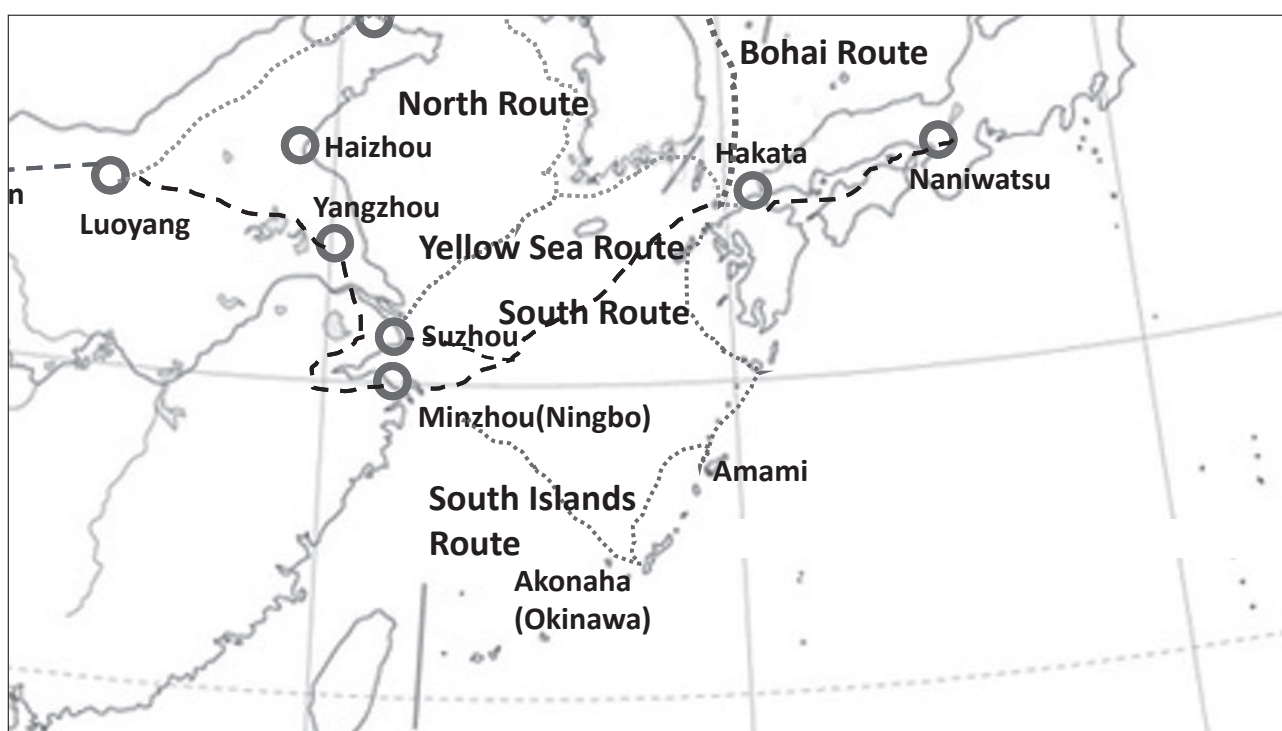 Bohai Route
North Route
Haizhou
Hakata
n
Luoyang
Yangzhou
Naniwatsu
Yellow Sea Route
South Route
Suzhou
Minzhou(Ningbo)
Amami
South Islands
Route
Akonaha
(Okinawa)